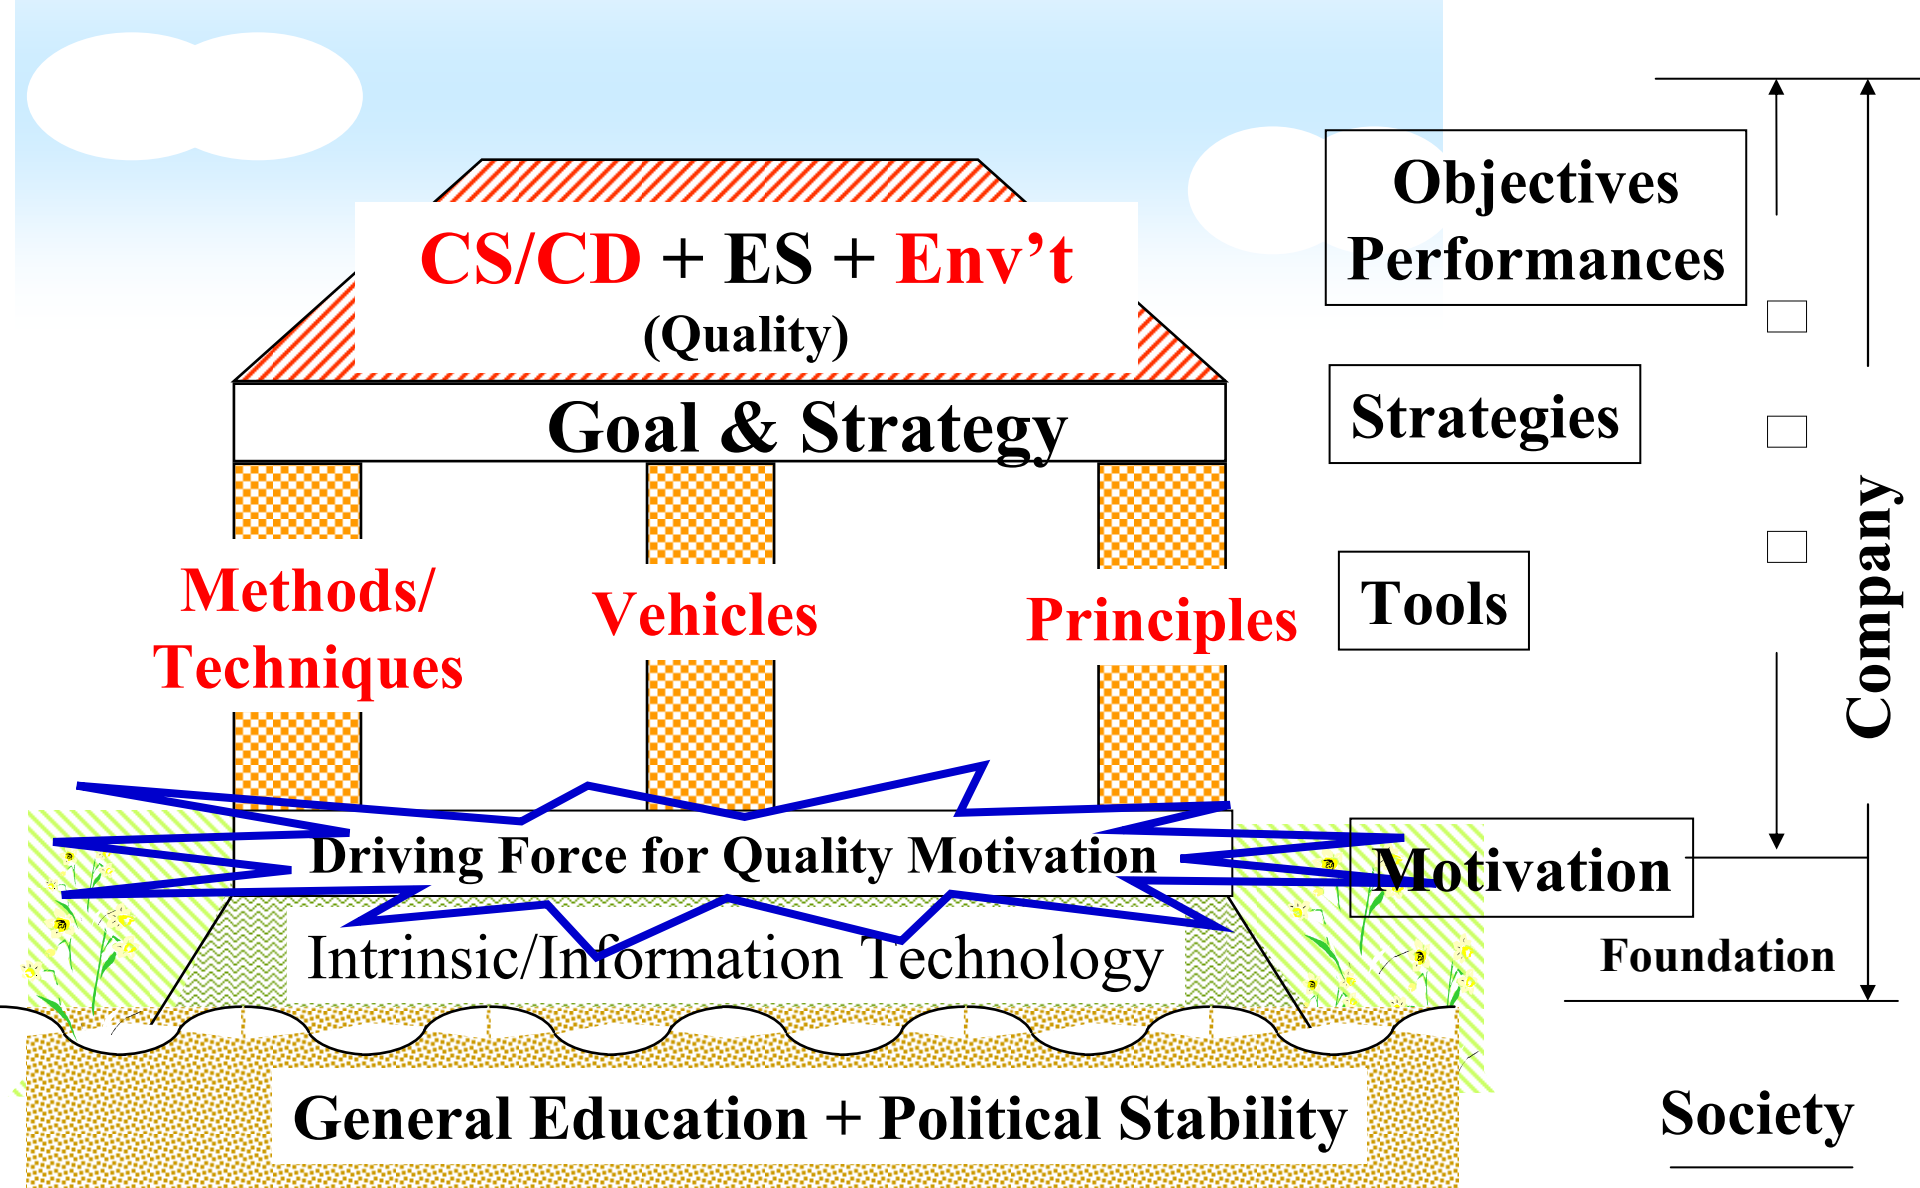 CS/CD + ES + Env’t
(Quality)
Objectives
Performances
Goal & Strategy
Strategies
Methods/
Techniques
Vehicles
Principles
Tools
Company
Driving Force for Quality Motivation
Motivation
Intrinsic/Information Technology
Foundation
General Education + Political Stability
Society